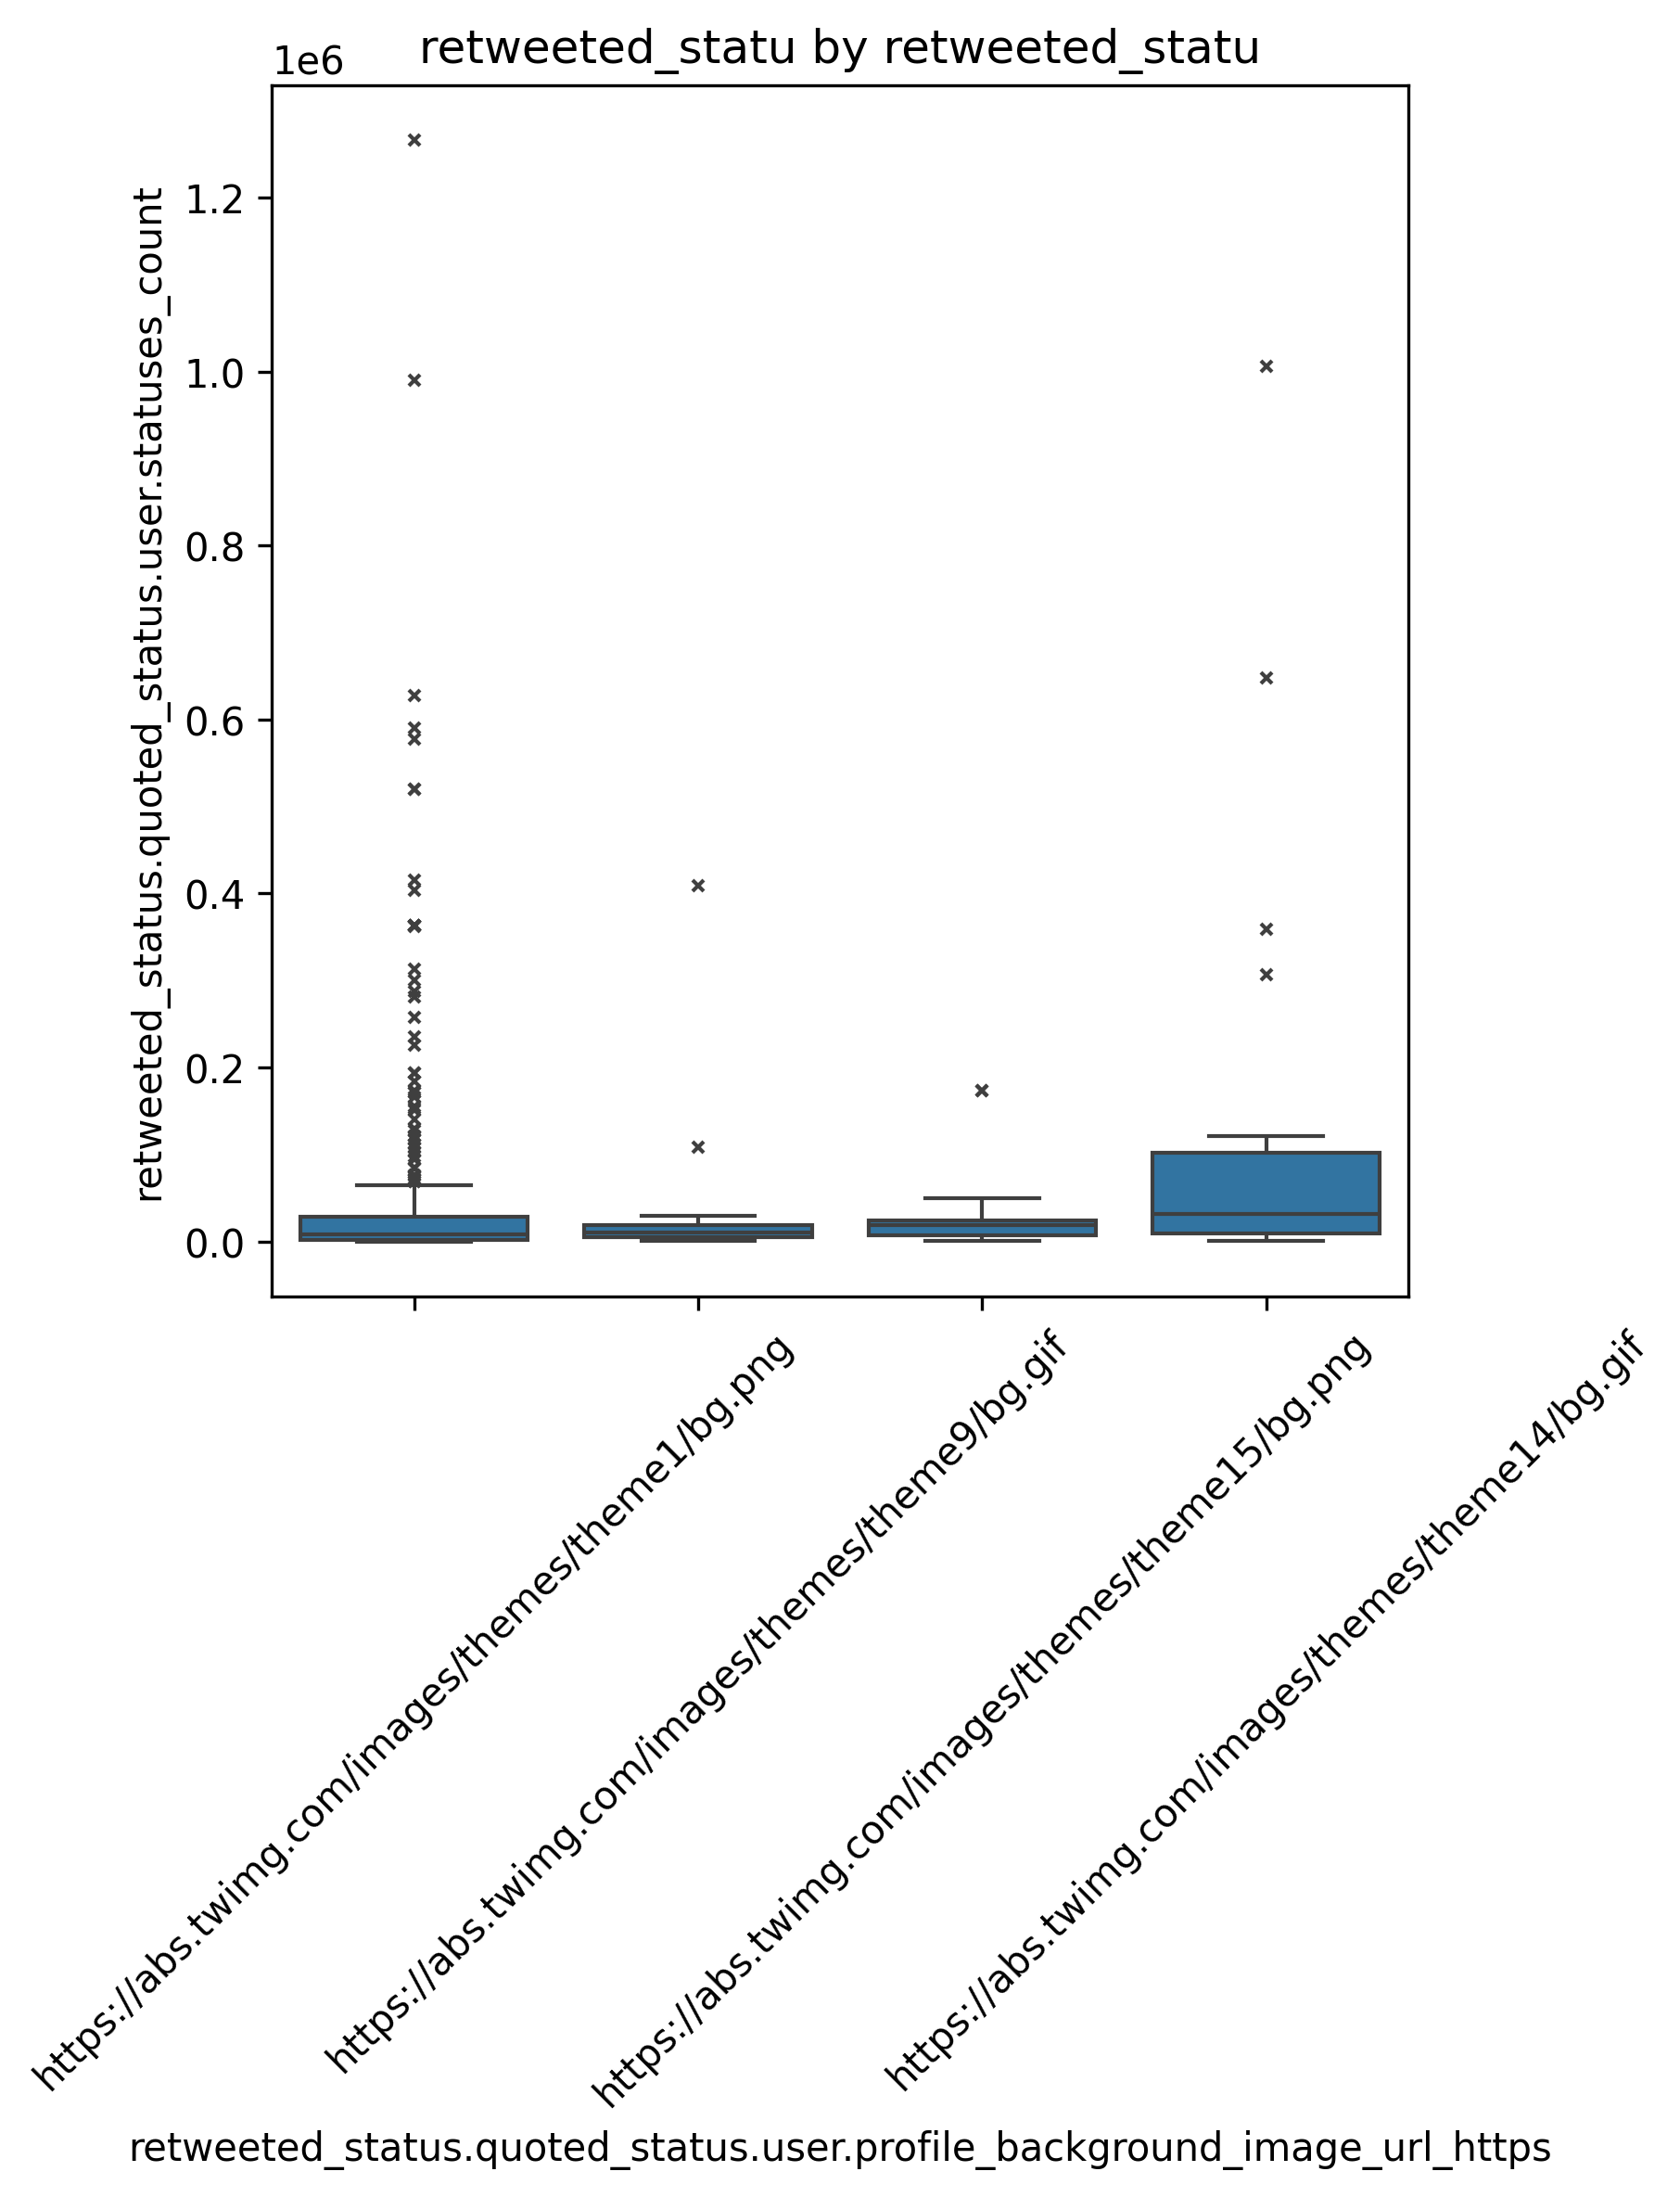 retweeted_statu by retweeted_statu
1e6
retweeted_status.quoted_status.user.statuses_count
1.2
1.0
0.8
0.6
0.4
0.2
0.0
https://abs.twimg.com/images/themes/theme1/bg.png
https://abs.twimg.com/images/themes/theme9/bg.gif
https://abs.twimg.com/images/themes/theme15/bg.png
https://abs.twimg.com/images/themes/theme14/bg.gif
retweeted_status.quoted_status.user.profile_background_image_url_https